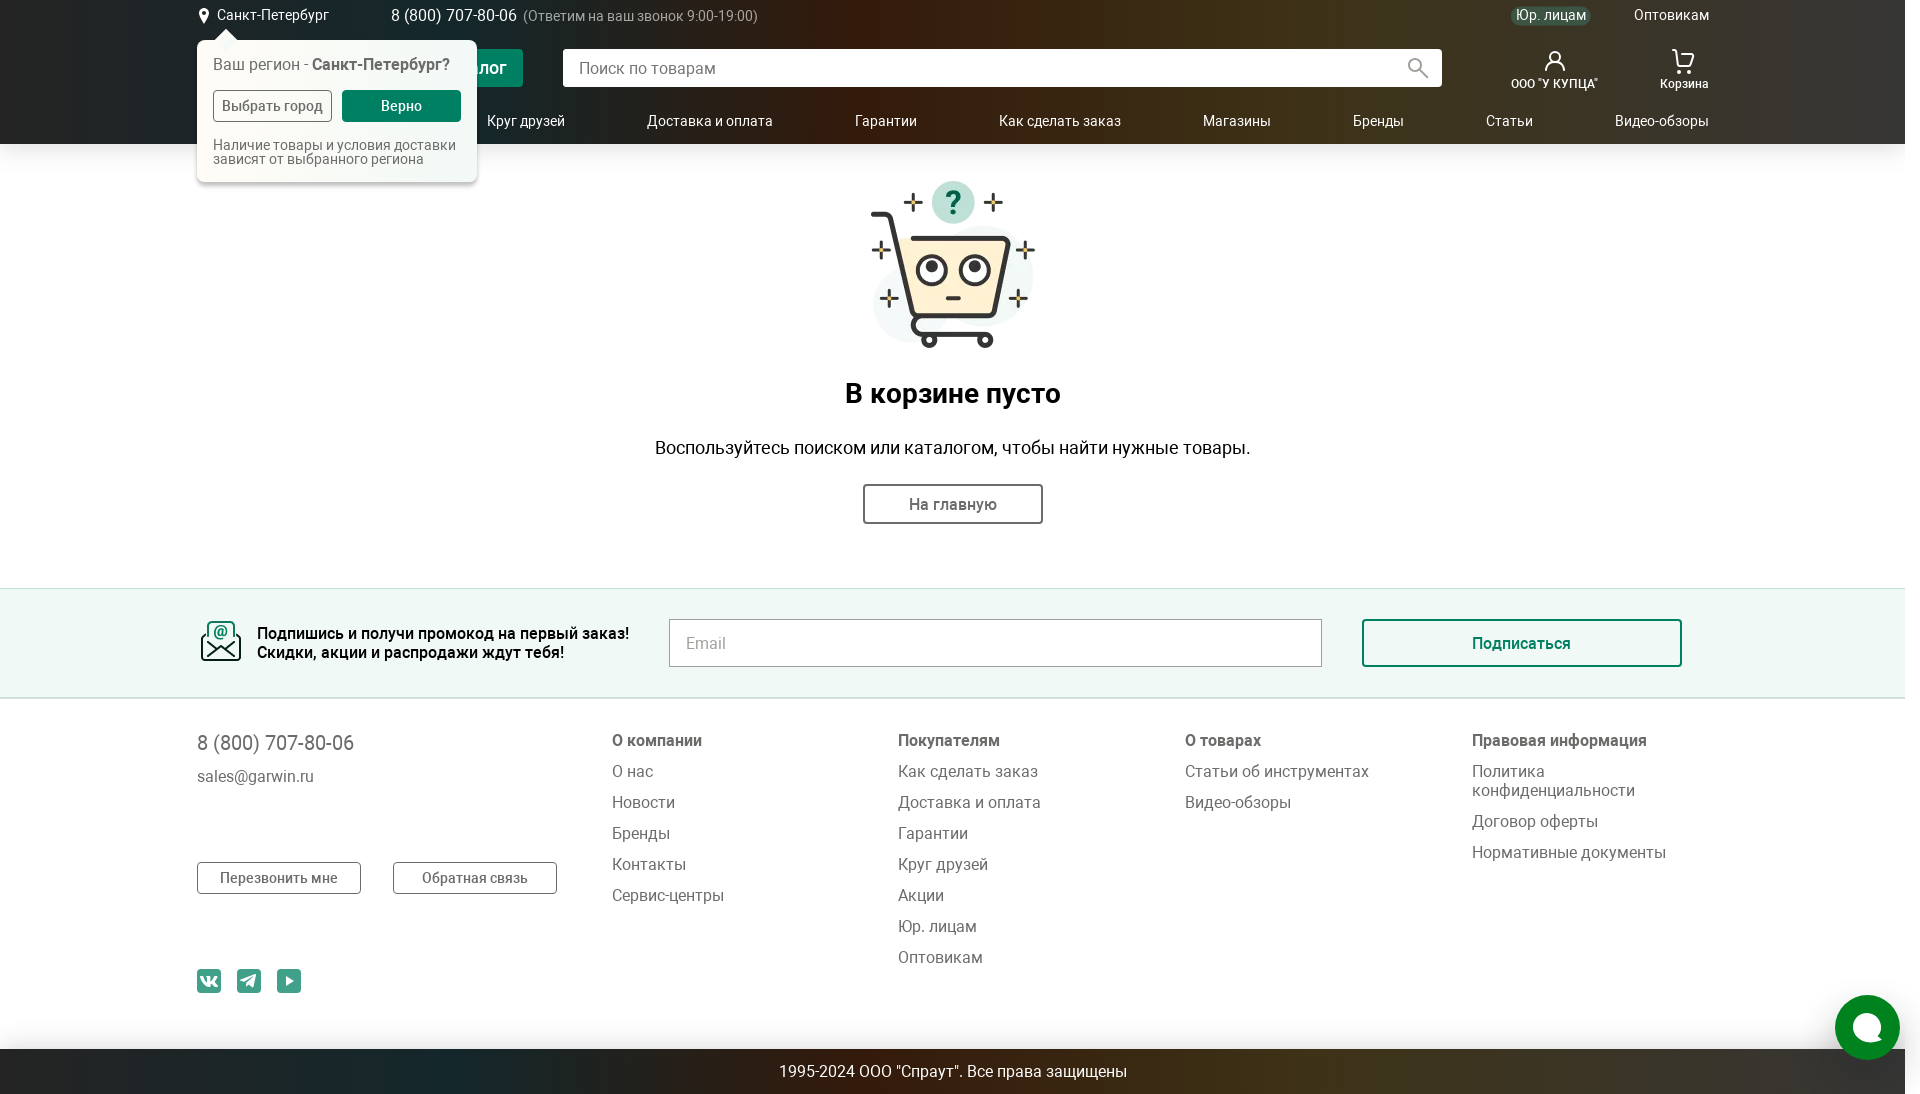 Санкт-Петербург
8 (800) 707-80-06 (Ответим на ваш звонок 9:00-19:00)
Юр. лицам
Оптовикам
Ваш регион - Санкт-Петербург?
Выбрать город
Верно
Наличие товары и условия доставки
зависят от выбранного региона
Поиск по товарам
ООО "У КУПЦА"
Корзина
Круг друзей
Доставка и оплата
Гарантии
Как сделать заказ
Магазины
Бренды
Статьи
Видео-обзоры
?
В корзине пусто
Воспользуйтесь поиском или каталогом, чтобы найти нужные товары.
На главную
Подпишись и получи промокод на первый заказ!
Скидки, акции и распродажи ждут тебя!
Email
Подписаться
8 (800) 707-80-06
sales@garwin.ru
Перезвонить мне
Обратная связь
О компании
О нас
Новости
Бренды
Контакты
Сервис-центры
Покупателям
Как сделать заказ
Доставка и оплата
Гарантии
Круг друзей
Акции
Юр. лицам
Оптовикам
О товарах
Статьи об инструментах
Видео-обзоры
Правовая информация
Политика
конфиденциальности
Договор оферты
Нормативные документы
1995-2024 ООО "Спраут". Все права защищены